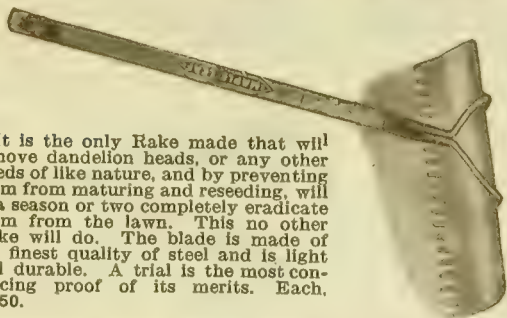 t is the only Rake made that will
nove dandelion heads, or any other
eds of like nature, and by preventing
m from maturing and reseeding, will
a season or two completely eradicate
m from the lawn. This no other
ke will do. The blade is made of
finest quality of steel and is light
l durable. A trial is the most con-
cing proof of its merits. Each,
50.